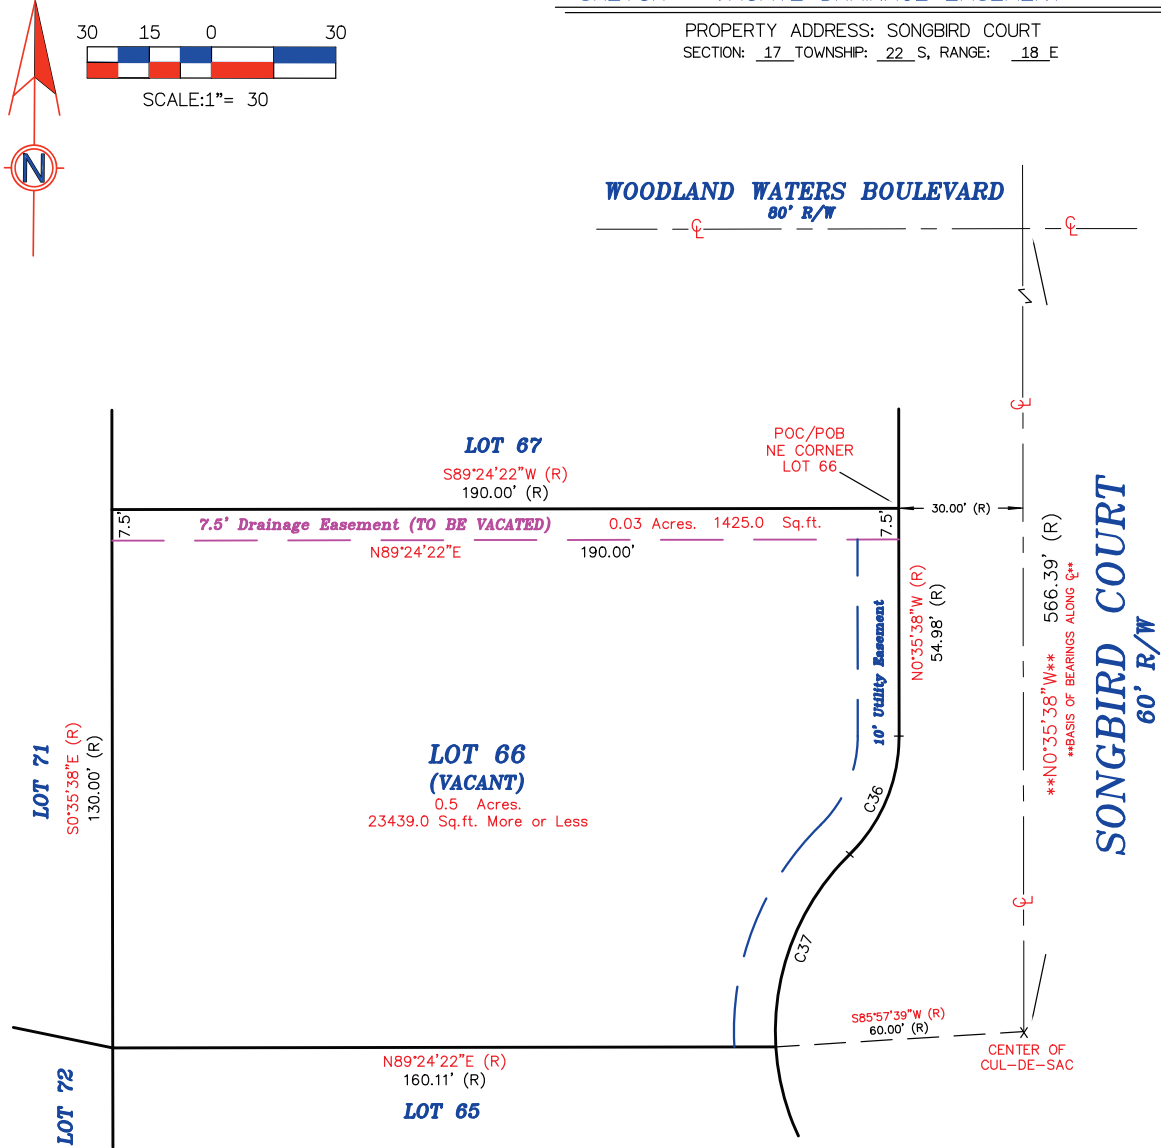 SKETCH - VACATE DRAINAGE EASEMENT
PROPERTY ADDRESS: SONGBIRD COURT
SECTION: 17 TOWNSHIP: 22 S, RANGE: 18 E
30 15 0 30
SCALE:1"= 30
N
WOODLAND WATERS BOULEVARD
80' R/W
℄ ℄
℄
LOT 67
S89°24'22"W (R)
190.00' (R)
POC/POB
NE CORNER
LOT 66
30.00' (R)
7.5'
7.5' Drainage Easement (TO BE VACATED)
0.03 Acres. 1425.0 Sq.ft.
7.5'
N89°24'22"E
190.00'
10' Utility Easement
N0°35'38"W (R)
54.98' (R)
**N0°35'38"W** 566.39' (R)
**BASIS OF BEARINGS ALONG ℄**
SONGBIRD COURT
60' R/W
LOT 71
S0°35'38"E (R)
130.00' (R)
LOT 66
(VACANT)
0.5 Acres.
23439.0 Sq.ft. More or Less
C36
C37
℄
S85°57'39"W (R)
60.00' (R)
CENTER OF
CUL-DE-SAC
N89°24'22"E (R)
160.11' (R)
LOT 65
LOT 72